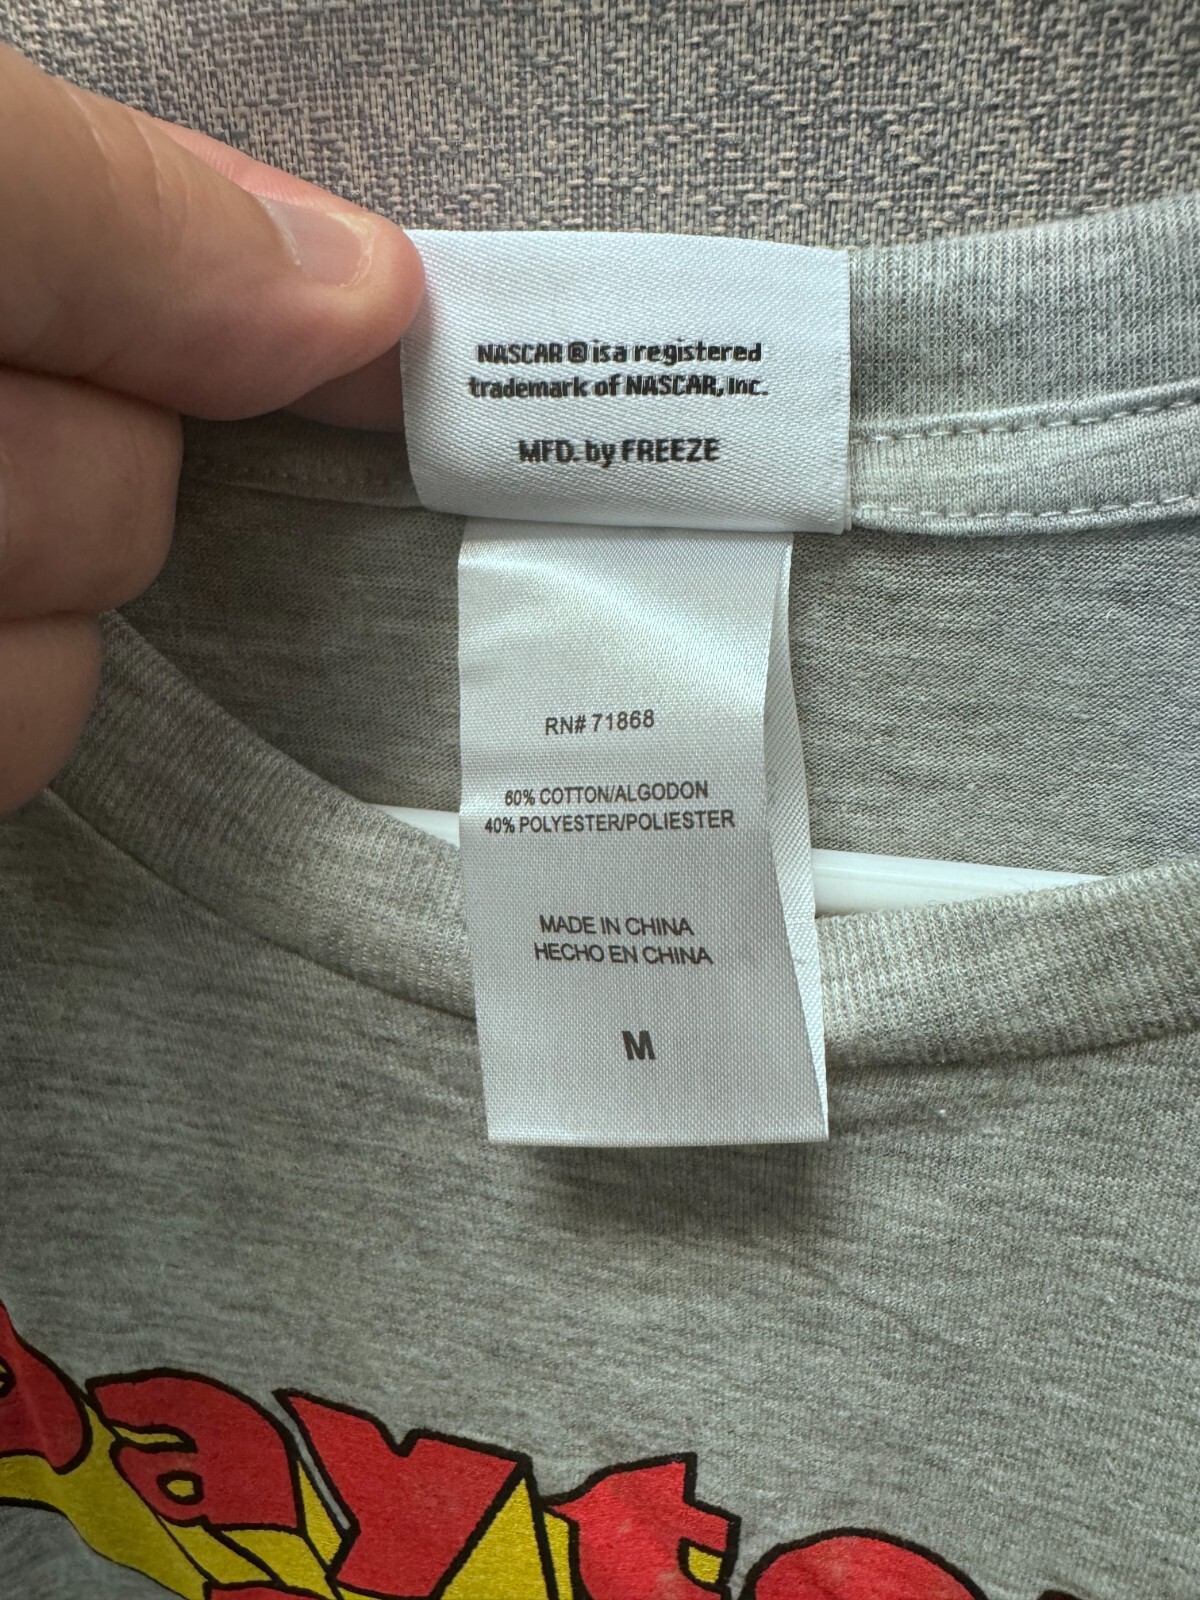 NASCAR ® is a registered
trademark of NASCAR, Inc.
MFD. by FREEZE
RN# 71868
60% COTTON/ALGODON
40% POLYESTER/POLIESTER
MADE IN CHINA
HECHO EN CHINA
M